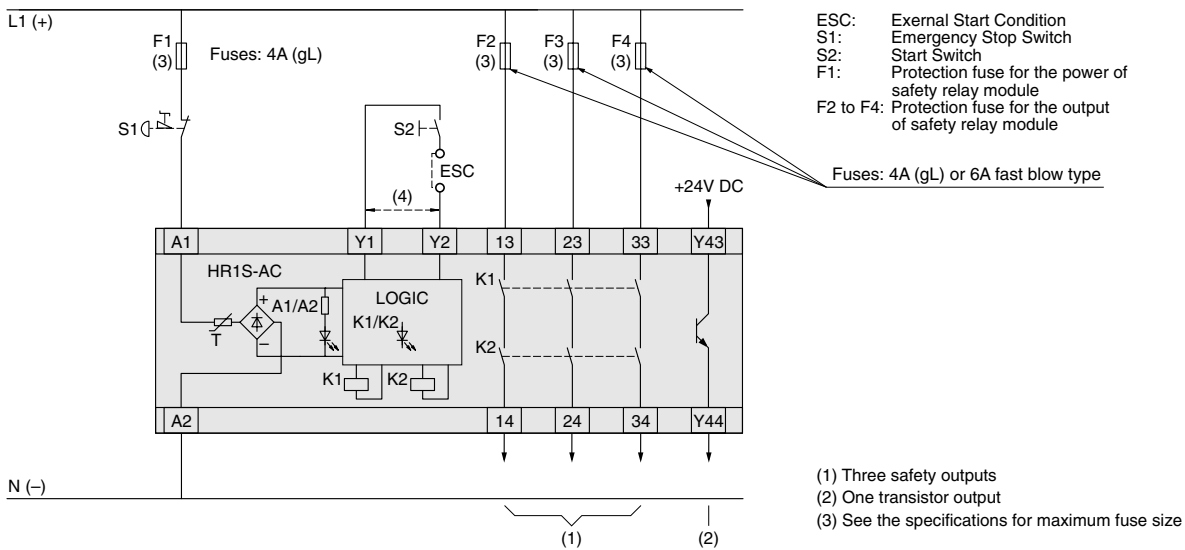 L1 (+)
F1
(3)
Fuses: 4A (gL)
F2
(3)
F3
(3)
F4
(3)
ESC: Exernal Start Condition
S1: Emergency Stop Switch
S2: Start Switch
F1: Protection fuse for the power of
safety relay module
F2 to F4: Protection fuse for the output
of safety relay module
Fuses: 4A (gL) or 6A fast blow type
S1
S2
ESC
(4)
+24V DC
A1
Y1
Y2
13
23
33
Y43
HR1S-AC
+
A1/A2
T
–
LOGIC
K1/K2
K1
K2
K1
K2
A2
14
24
34
Y44
N (–)
(1)
(2)
(1) Three safety outputs
(2) One transistor output
(3) See the specifications for maximum fuse size